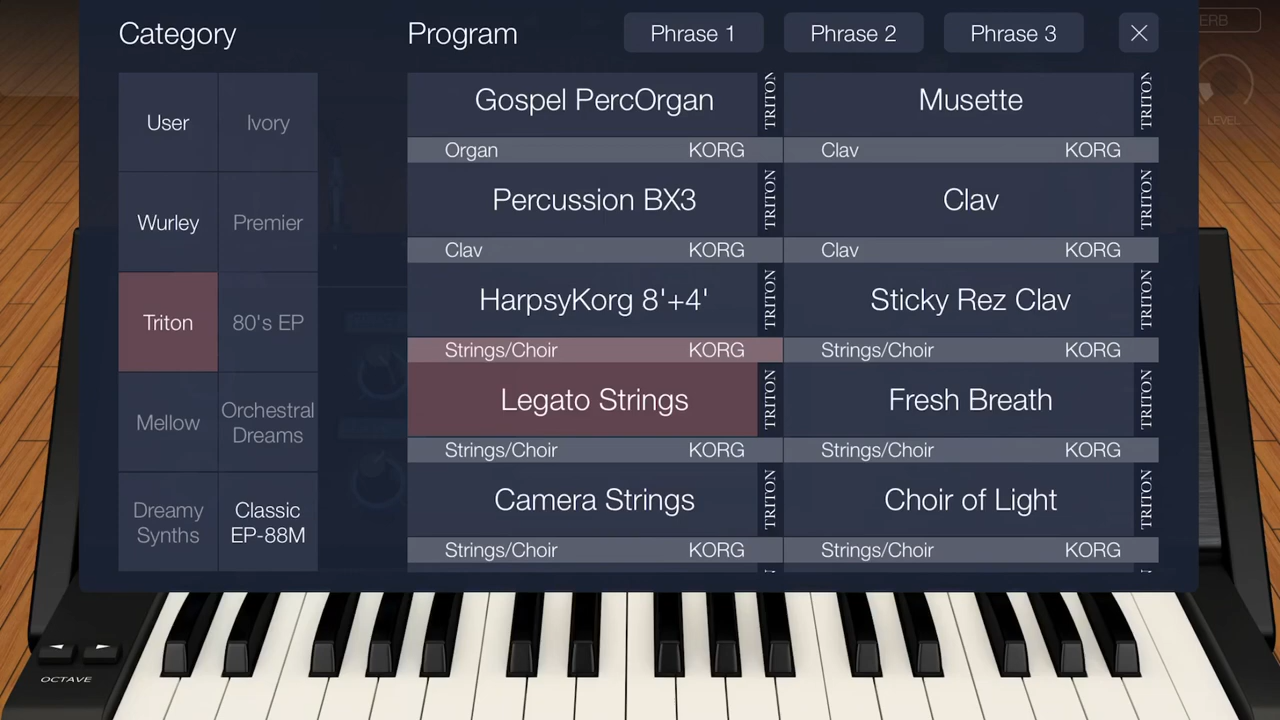 Category
Program
Phrase 1
Phrase 2
Phrase 3
ERB
LEVEL
User
Ivory
Wurley
Premier
Triton
80's EP
Mellow
Orchestral
Dreams
Dreamy
Synths
Classic
EP-88M
Gospel PercOrgan
TRITON
Musette
TRITON
Organ
KORG
Clav
KORG
Percussion BX3
TRITON
Clav
TRITON
Clav
KORG
Clav
KORG
HarpsyKorg 8'+4'
TRITON
Sticky Rez Clav
TRITON
Strings/Choir
KORG
Strings/Choir
KORG
Legato Strings
TRITON
Fresh Breath
TRITON
Strings/Choir
KORG
Strings/Choir
KORG
Camera Strings
TRITON
Choir of Light
TRITON
Strings/Choir
KORG
Strings/Choir
KORG
OCTAVE